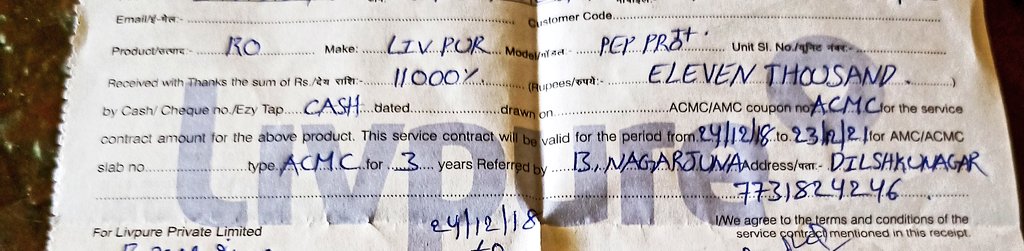 Email/ई-मेल:- Customer Code
Product/उत्पाद:- RO Make: LIV PUR Model/मॉडल:- PEP PRO+ Unit Sl. No./यूनिट नंबर:-
Received with Thanks the sum of Rs./देय राशि:- 11000/. (Rupees/रुपये:- ELEVEN THOUSAND.)
by Cash/ Cheque no./Ezy Tap CASH dated drawn on ACMC/AMC coupon no ACMC for the service
contract amount for the above product. This service contract will be valid for the period from 24/12/18 to 23/12/21 for AMC/ACMC
slab no type ACMC for 3 years Referred by B. NAGARJUNA Address/पता:- DILSHKUNAGAR
7731824246
For Livpure Private Limited 24/12/18 I/We agree to the terms and conditions of the
service contract mentioned in this receipt.
Livpure